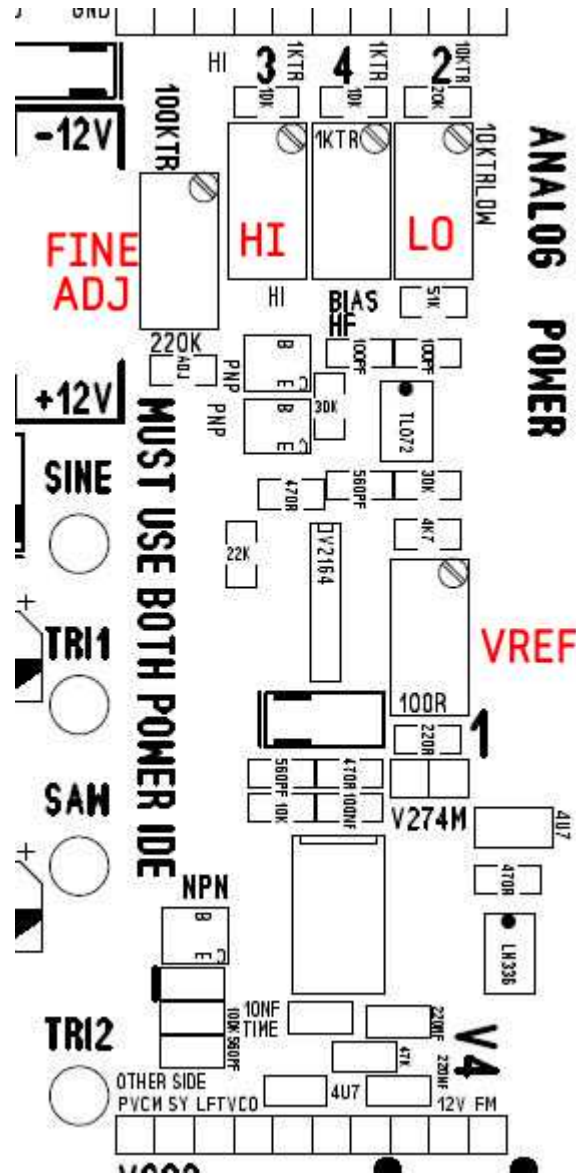 GND
HI 3 1KTR 4 1KTR 2 10KTR
10K 10K 20K
-12V
100KTR
1KTR
10KTRLOW
ANALOG POWER
FINE
ADJ
HI
LO
HI
BIAS
HF
51K
220K
ADJ
PNP
B
E
100PF
100PF
+12V
PNP
B
E
30K
TL072
MUST USE BOTH POWER IDE
SINE
470R
560PF
30K
22K
V2164
4K7
TRI1
VREF
100R
220R
1
560PF
470R
10K
100NF
V274M
4U7
SAW
470R
NPN
B
E
LM336
10NF
TIME
100K
560PF
220NF
V4
TRI2
47K
220NF
OTHER SIDE
PVCM SY LFTVCO
4U7
12V FM